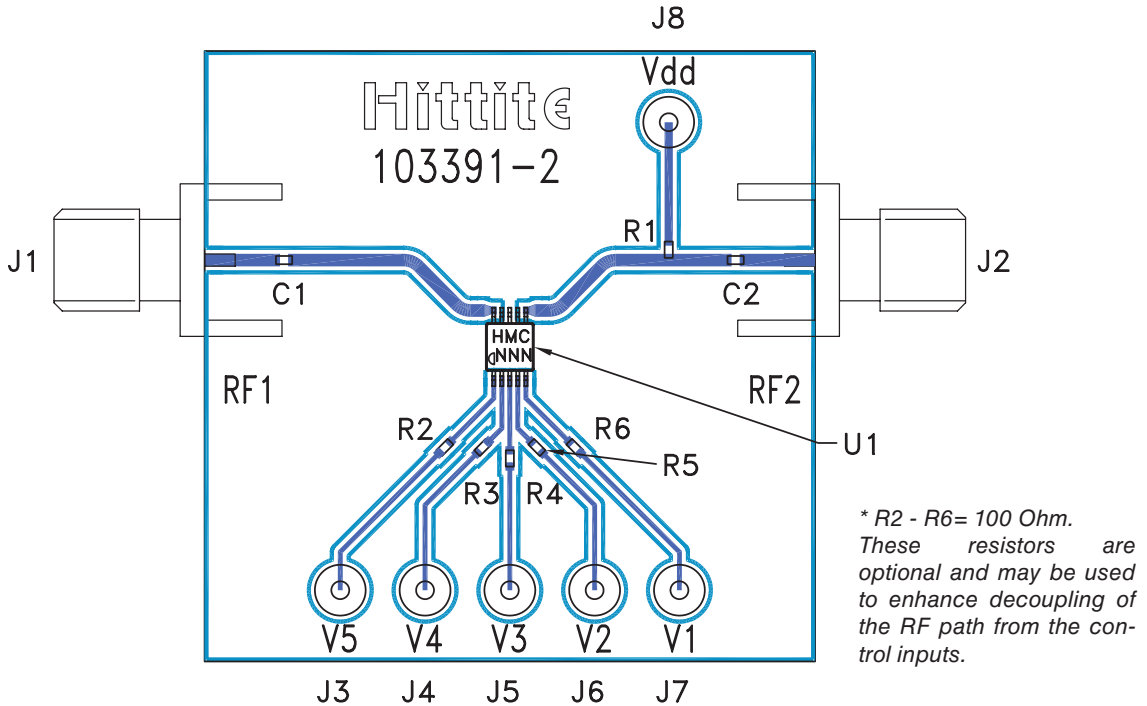 J8
Vdd
Hittite
103391-2
R1
J1
J2
C1
C2
HMC
DNNN
RF1
RF2
R2
R6
U1
R5
R3
R4
* R2 - R6= 100 Ohm.
These resistors are
optional and may be used
to enhance decoupling of
the RF path from the con-
trol inputs.
V5
V4
V3
V2
V1
J3
J4
J5
J6
J7